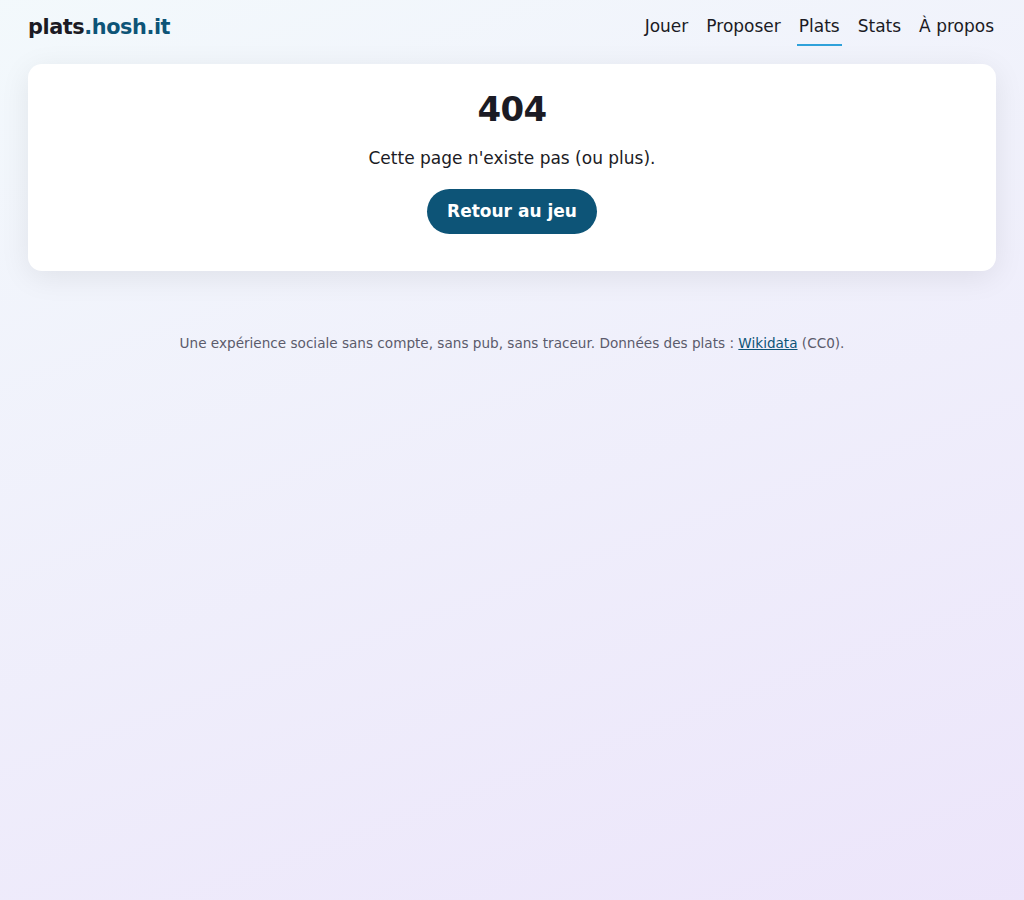 plats.hosh.it
Jouer Proposer Plats Stats À propos
404
Cette page n'existe pas (ou plus).
Retour au jeu
Une expérience sociale sans compte, sans pub, sans traceur. Données des plats : Wikidata (CC0).